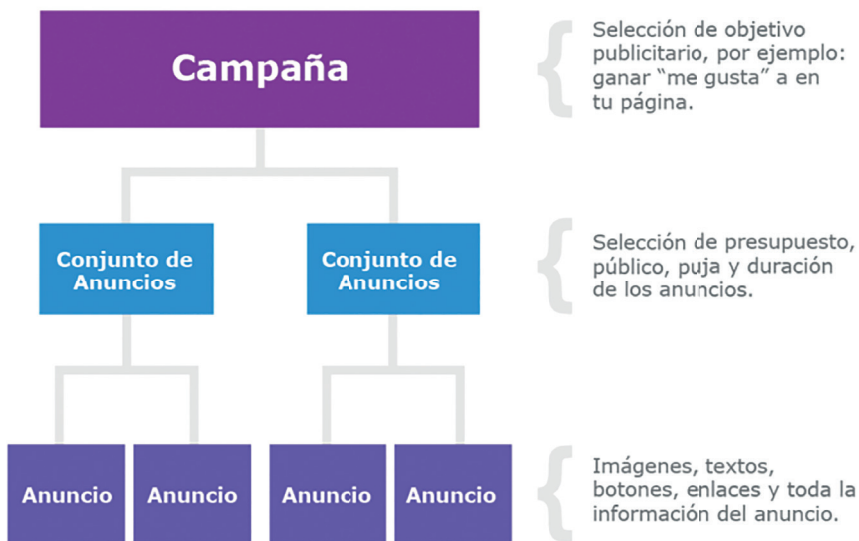 Campaña
Selección de objetivo
publicitario, por ejemplo:
ganar “me gusta” a en
tu página.
Conjunto de
Anuncios
Conjunto de
Anuncios
Selección de presupuesto,
público, puja y duración
de los anuncios.
Anuncio
Anuncio
Anuncio
Anuncio
Imágenes, textos,
botones, enlaces y toda la
información del anuncio.